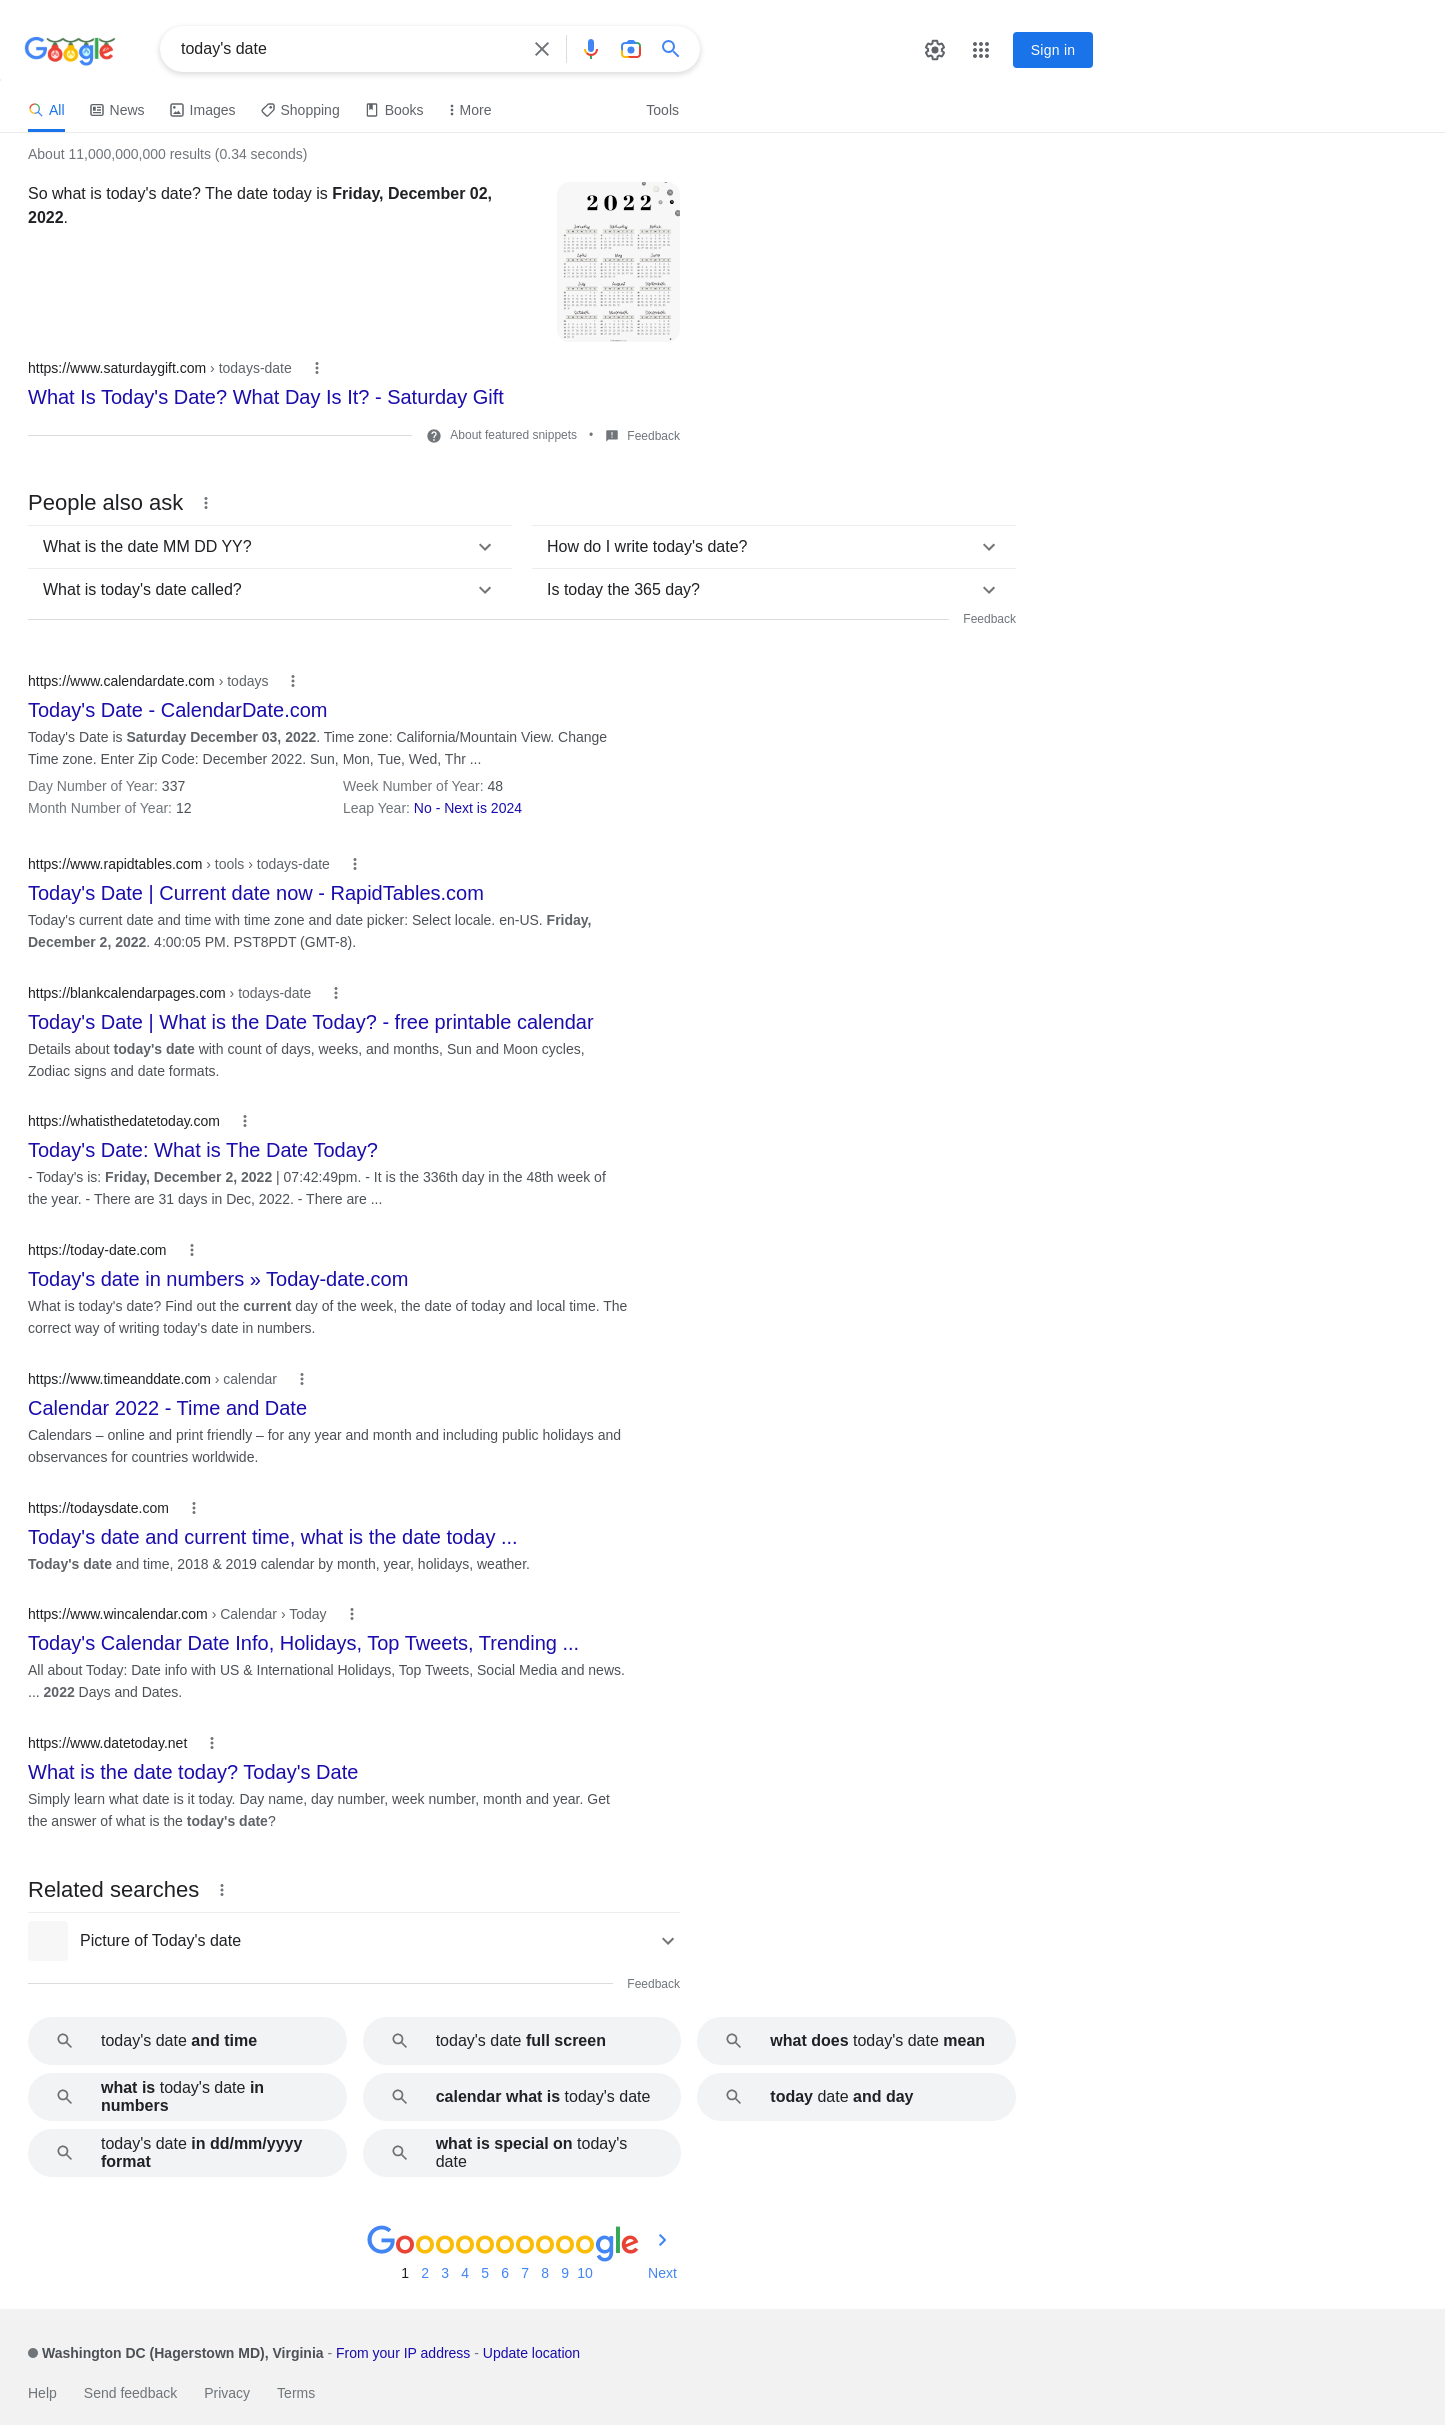 Google
today's date
Sign in
All
News
Images
Shopping
Books
More
Tools
About 11,000,000,000 results (0.34 seconds)
So what is today's date? The date today is Friday, December 02,
2022.
2022
https://www.saturdaygift.com › todays-date
What Is Today's Date? What Day Is It? - Saturday Gift
About featured snippets • Feedback
People also ask
What is the date MM DD YY?
How do I write today's date?
What is today's date called?
Is today the 365 day?
Feedback
https://www.calendardate.com › todays
Today's Date - CalendarDate.com
Today's Date is Saturday December 03, 2022. Time zone: California/Mountain View. Change
Time zone. Enter Zip Code: December 2022. Sun, Mon, Tue, Wed, Thr ...
Day Number of Year: 337
Week Number of Year: 48
Month Number of Year: 12
Leap Year: No - Next is 2024
https://www.rapidtables.com › tools › todays-date
Today's Date | Current date now - RapidTables.com
Today's current date and time with time zone and date picker: Select locale. en-US. Friday,
December 2, 2022. 4:00:05 PM. PST8PDT (GMT-8).
https://blankcalendarpages.com › todays-date
Today's Date | What is the Date Today? - free printable calendar
Details about today's date with count of days, weeks, and months, Sun and Moon cycles,
Zodiac signs and date formats.
https://whatisthedatetoday.com
Today's Date: What is The Date Today?
- Today's is: Friday, December 2, 2022 | 07:42:49pm. - It is the 336th day in the 48th week of
the year. - There are 31 days in Dec, 2022. - There are ...
https://today-date.com
Today's date in numbers » Today-date.com
What is today's date? Find out the current day of the week, the date of today and local time. The
correct way of writing today's date in numbers.
https://www.timeanddate.com › calendar
Calendar 2022 - Time and Date
Calendars – online and print friendly – for any year and month and including public holidays and
observances for countries worldwide.
https://todaysdate.com
Today's date and current time, what is the date today ...
Today's date and time, 2018 & 2019 calendar by month, year, holidays, weather.
https://www.wincalendar.com › Calendar › Today
Today's Calendar Date Info, Holidays, Top Tweets, Trending ...
All about Today: Date info with US & International Holidays, Top Tweets, Social Media and news.
... 2022 Days and Dates.
https://www.datetoday.net
What is the date today? Today's Date
Simply learn what date is it today. Day name, day number, week number, month and year. Get
the answer of what is the today's date?
Related searches
Picture of Today's date
Feedback
today's date and time
today's date full screen
what does today's date mean
what is today's date in
numbers
calendar what is today's date
today date and day
today's date in dd/mm/yyyy
format
what is special on today's
date
Goooooooooogle
1 2 3 4 5 6 7 8 9 10 Next
Washington DC (Hagerstown MD), Virginia - From your IP address - Update location
Help
Send feedback
Privacy
Terms